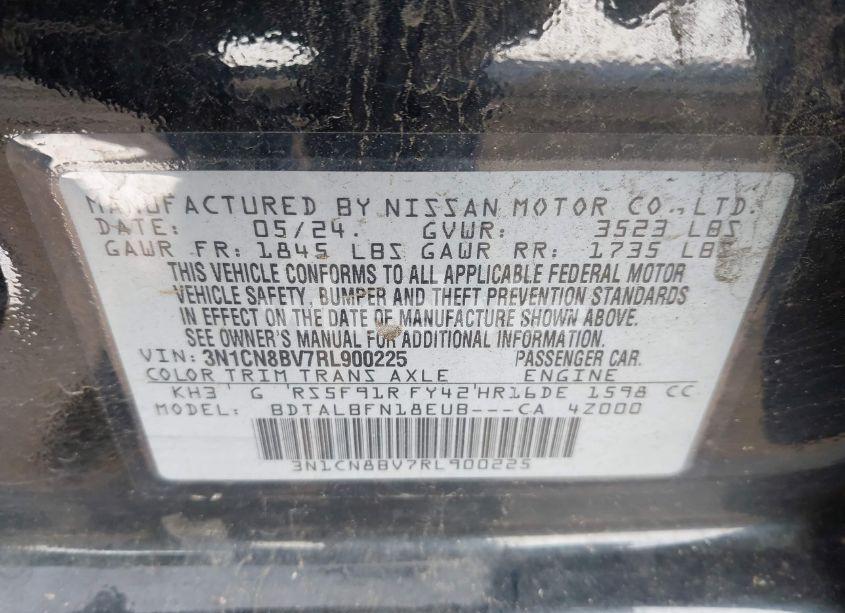 MANUFACTURED BY NISSAN MOTOR CO.,LTD.
DATE: 05/24. GVWR: 3523 LBS
GAWR FR: 1845 LBS GAWR RR: 1735 LBS
THIS VEHICLE CONFORMS TO ALL APPLICABLE FEDERAL MOTOR
VEHICLE SAFETY, BUMPER AND THEFT PREVENTION STANDARDS
IN EFFECT ON THE DATE OF MANUFACTURE SHOWN ABOVE.
SEE OWNER'S MANUAL FOR ADDITIONAL INFORMATION.
VIN: 3N1CN8BV7RL900225 PASSENGER CAR.
COLOR TRIM TRANS AXLE ENGINE
KH3 ' G 'RS5F91R FY42'HR16DE 1598 CC
MODEL: BDTALBFN18EUB---CA 4Z000
3N1CN8BV7RL900225